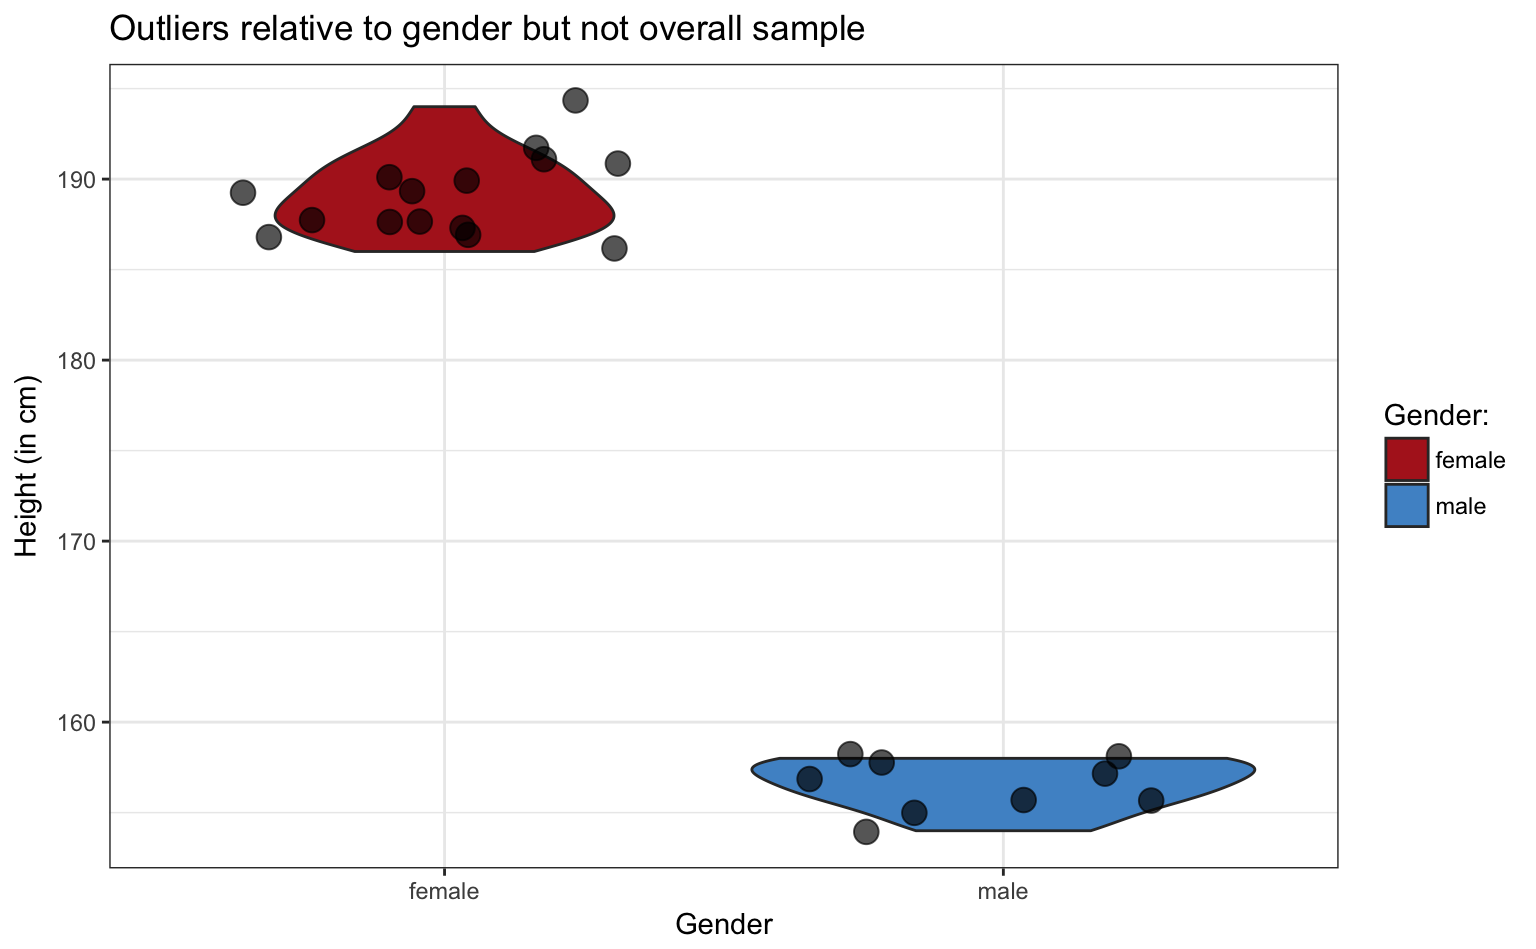 Outliers relative to gender but not overall sample
Height (in cm)
190
180
170
160
female
male
Gender
Gender:
female
male